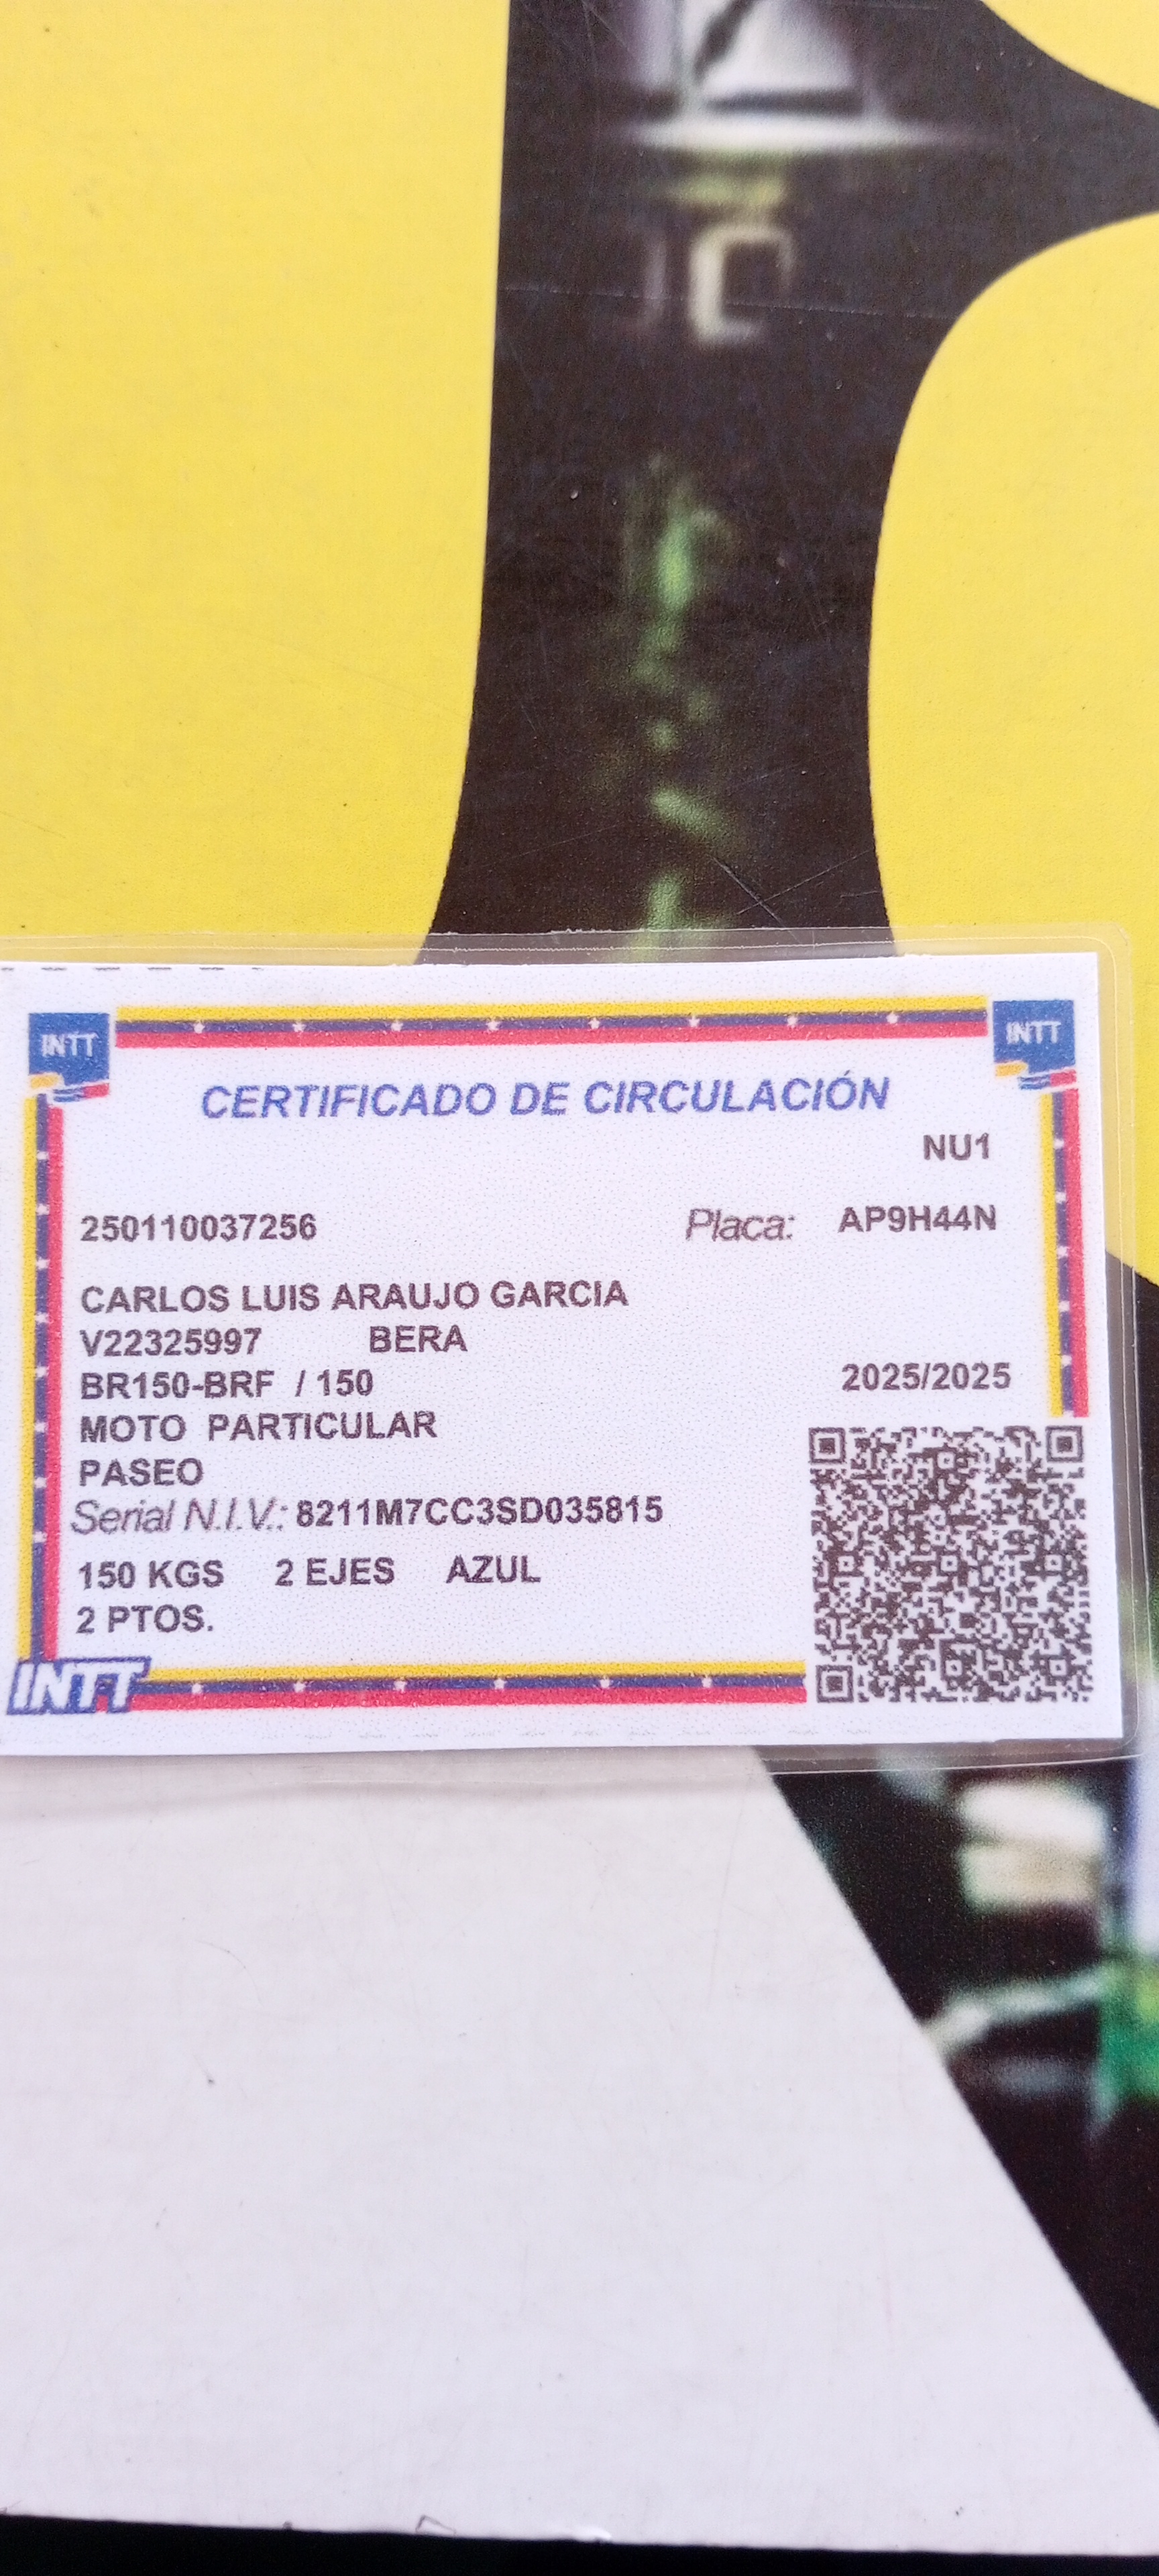 INTT INTT
CERTIFICADO DE CIRCULACIÓN
NU1
250110037256 Placa: AP9H44N
CARLOS LUIS ARAUJO GARCIA
V22325997 BERA
BR150-BRF / 150 2025/2025
MOTO PARTICULAR
PASEO
Serial N.I.V.: 8211M7CC3SD035815
150 KGS 2 EJES AZUL
2 PTOS.
INTT